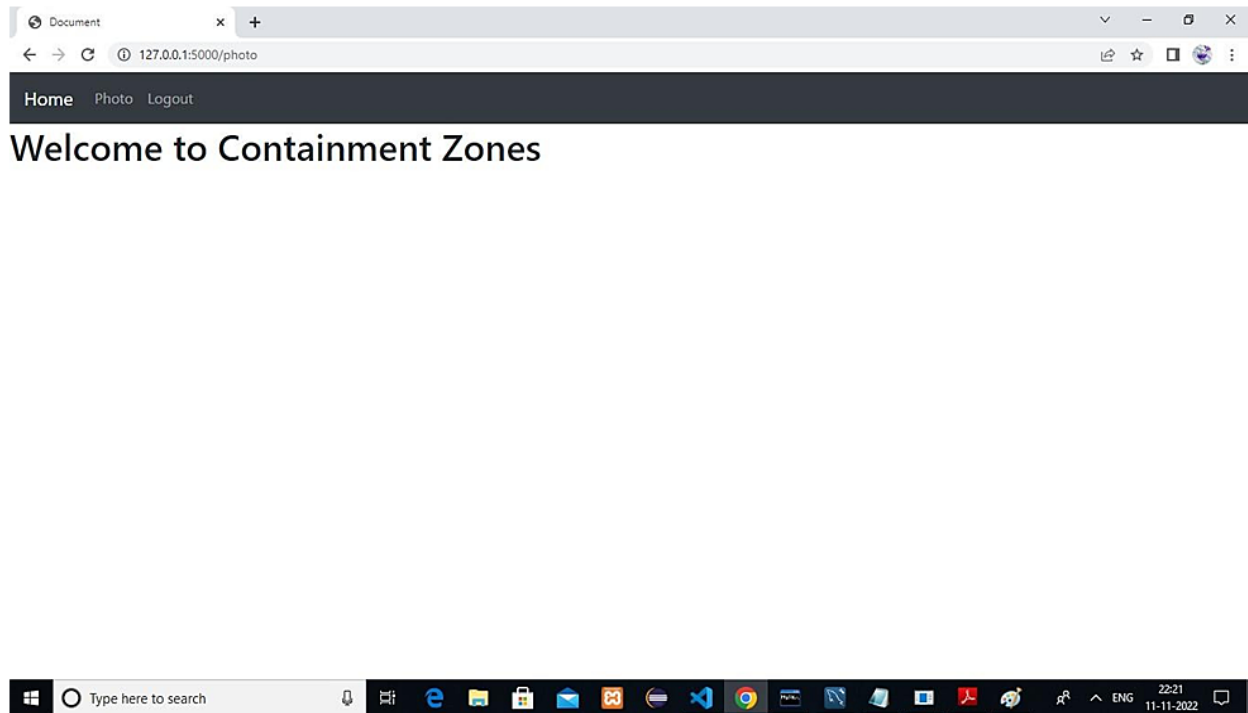 Document
127.0.0.1:5000/photo
Home Photo Logout
Welcome to Containment Zones
Type here to search
ENG
22:21
11-11-2022